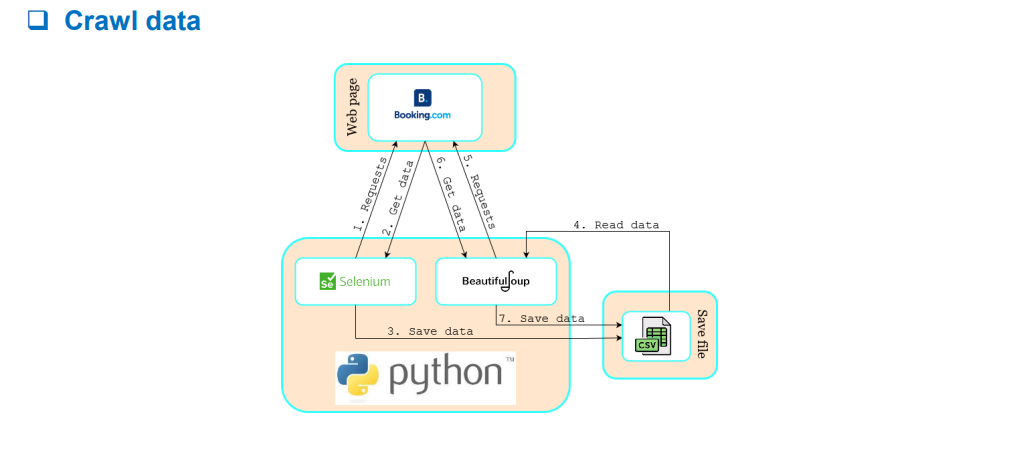 Crawl data
Web page
B.
Booking.com
1. Requests
2. Get data
6. Get data
5. Requests
4. Read data
Se Selenium
BeautifulSoup
7. Save data
3. Save data
CSV
Save file
python™